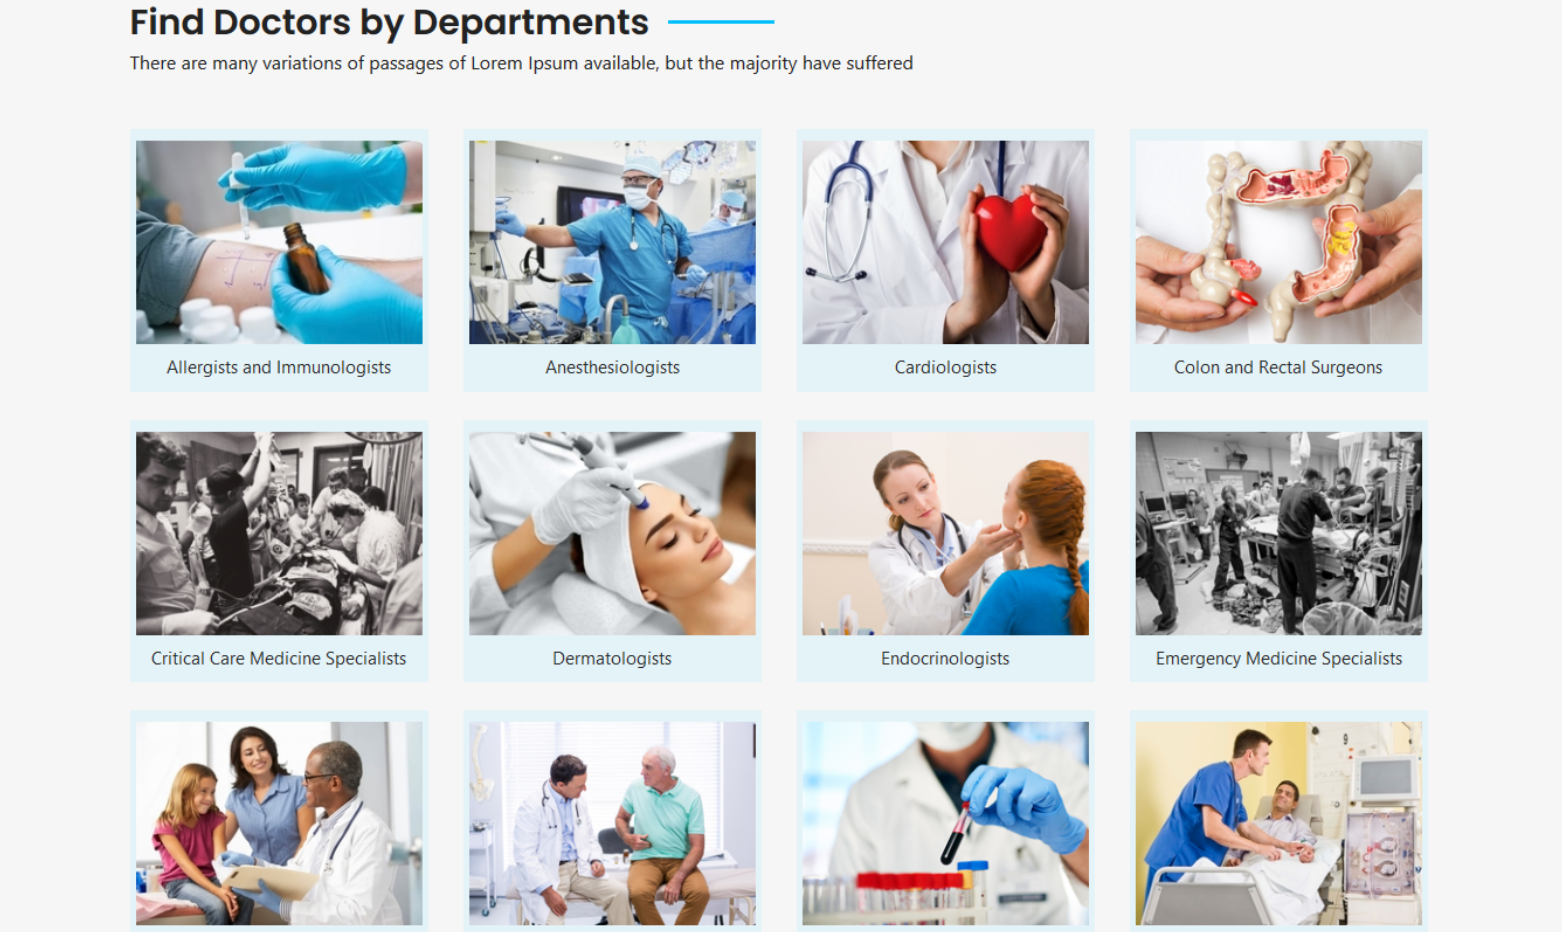 Find Doctors by Departments
There are many variations of passages of Lorem Ipsum available, but the majority have suffered
Allergists and Immunologists
Anesthesiologists
Cardiologists
Colon and Rectal Surgeons
Critical Care Medicine Specialists
Dermatologists
Endocrinologists
Emergency Medicine Specialists